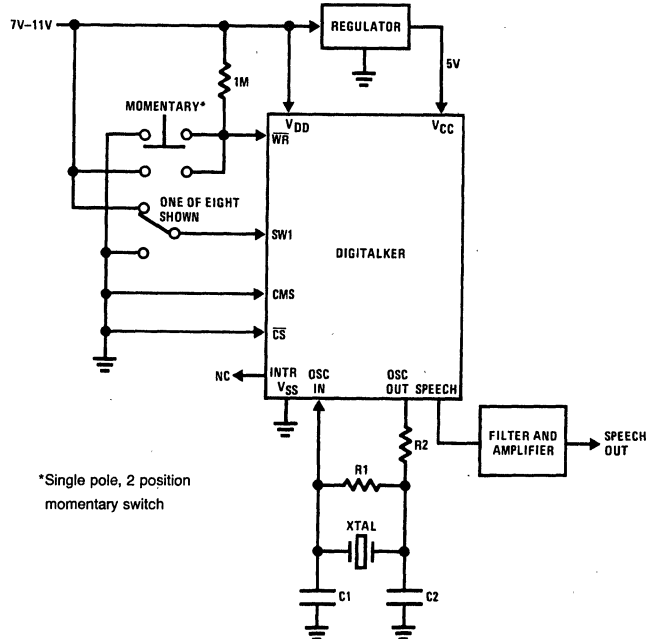 7V–11V
REGULATOR
5V
1M
MOMENTARY*
VDD
VCC
WR
ONE OF EIGHT
SHOWN
SW1
DIGITALKER
CMS
CS
NC
INTR
VSS
OSC
IN
OSC
OUT
SPEECH
R2
FILTER AND
AMPLIFIER
SPEECH
OUT
*Single pole, 2 position
momentary switch
R1
XTAL
C1
C2